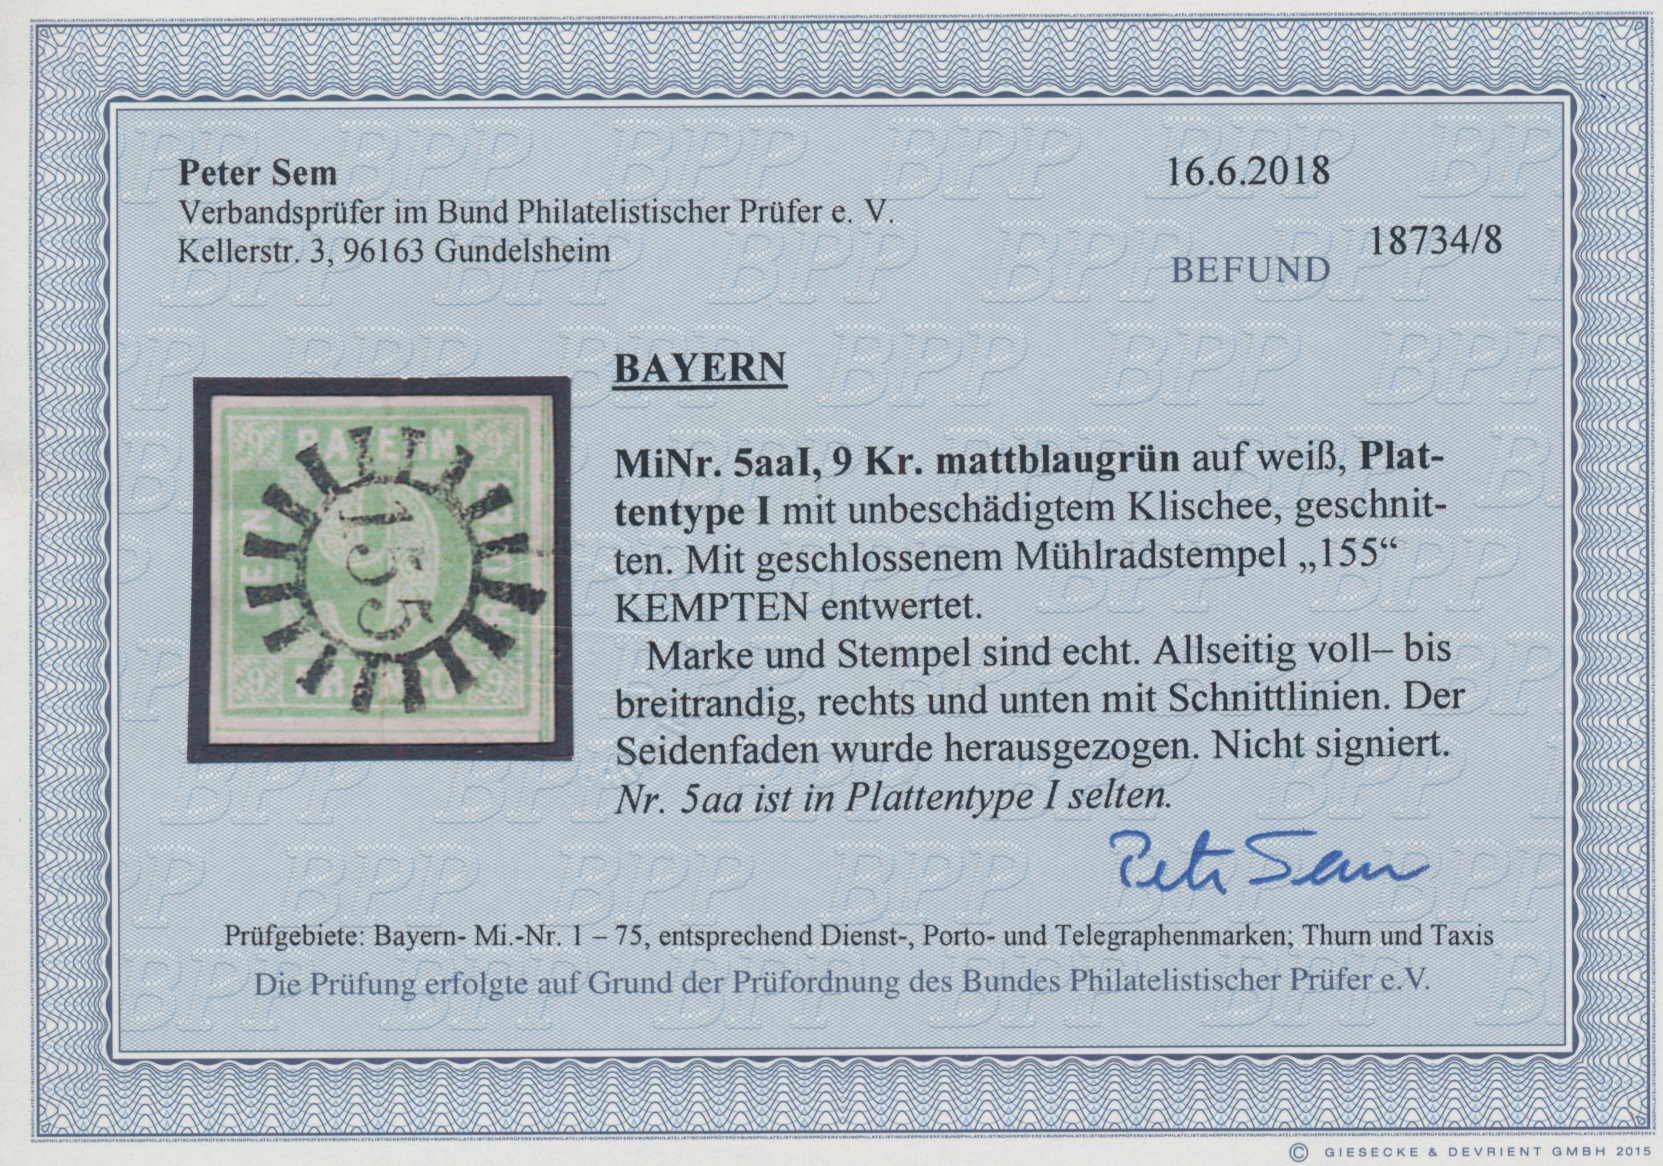 Peter Sem
Verbandsprüfer im Bund Philatelistischer Prüfer e. V.
Kellerstr. 3, 96163 Gundelsheim
16.6.2018
18734/8
BEFUND
BAYERN
MiNr. 5aaI, 9 Kr. mattblaugrün auf weiß, Plat-
tentype I mit unbeschädigtem Klischee, geschnit-
ten. Mit geschlossenem Mühlradstempel „155“
KEMPTEN entwertet.
Marke und Stempel sind echt. Allseitig voll– bis
breitrandig, rechts und unten mit Schnittlinien. Der
Seidenfaden wurde herausgezogen. Nicht signiert.
Nr. 5aa ist in Plattentype I selten.
BAYERN
9
155
FRANCO
Peter Sem
Prüfgebiete: Bayern- Mi.-Nr. 1 – 75, entsprechend Dienst-, Porto- und Telegraphenmarken; Thurn und Taxis
Die Prüfung erfolgte auf Grund der Prüfordnung des Bundes Philatelistischer Prüfer e.V.
© GIESECKE & DEVRIENT GMBH 2015